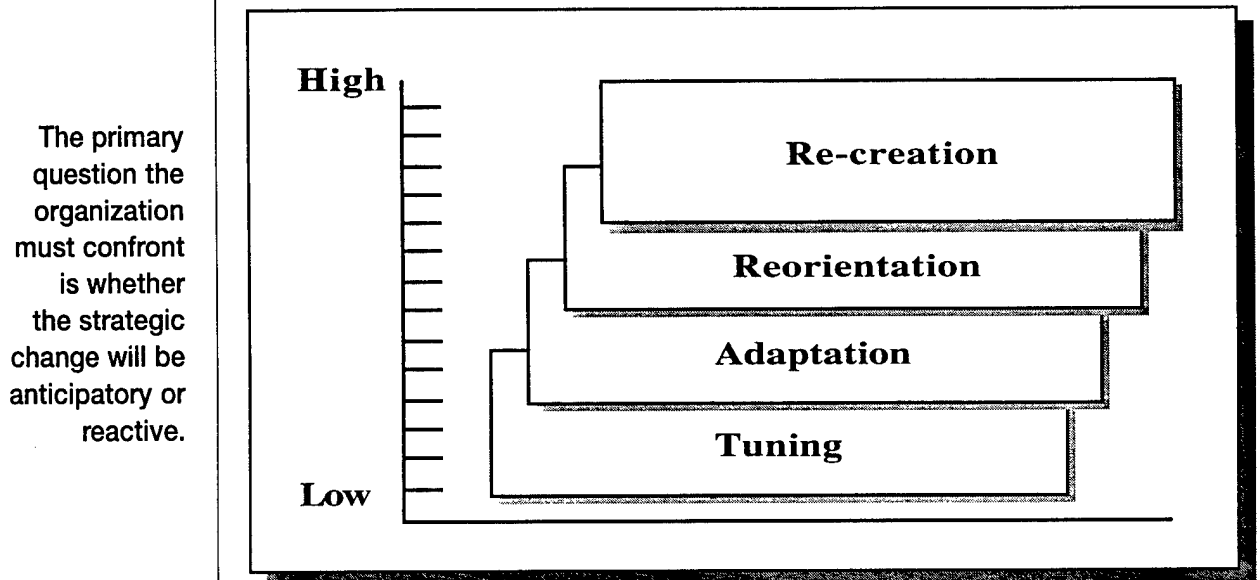 The primary
question the
organization
must confront
is whether
the strategic
change will be
anticipatory or
reactive.
High
Re-creation
Reorientation
Adaptation
Tuning
Low